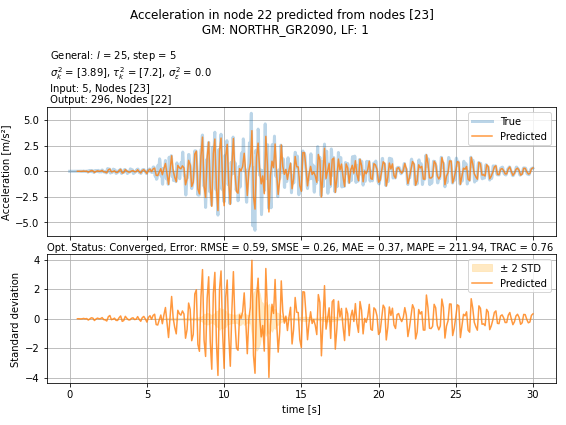 Acceleration in node 22 predicted from nodes [23]
GM: NORTHR_GR2090, LF: 1
General: l = 25, step = 5
σ²ₖ = [3.89], τ²ₖ = [7.2], σ²ε = 0.0
Input: 5, Nodes [23]
Output: 296, Nodes [22]
Acceleration [m/s²]
5.0
2.5
0.0
−2.5
−5.0
True
Predicted
Opt. Status: Converged, Error: RMSE = 0.59, SMSE = 0.26, MAE = 0.37, MAPE = 211.94, TRAC = 0.76
Standard deviation
4
2
0
−2
−4
± 2 STD
Predicted
0 5 10 15 20 25 30
time [s]